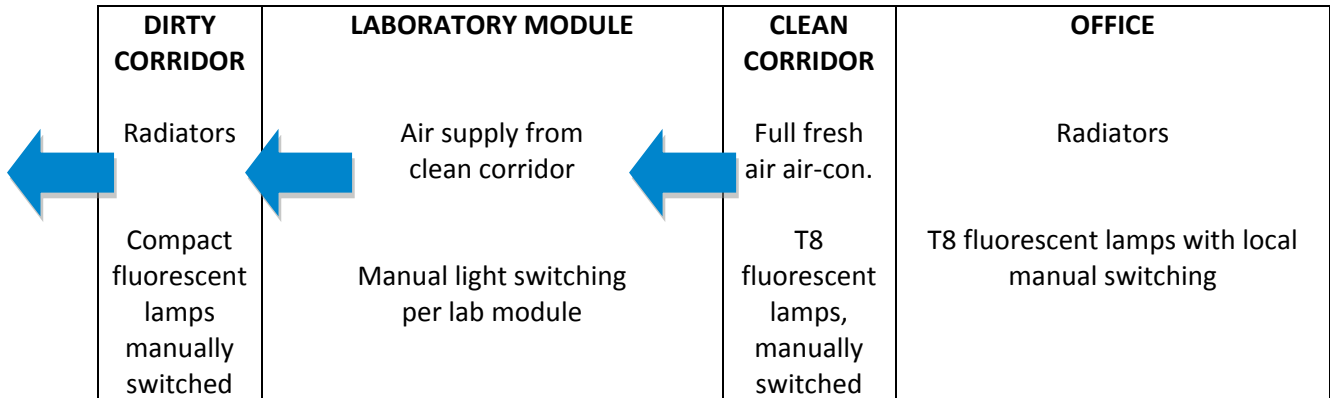 DIRTY
CORRIDOR
Radiators
Compact
fluorescent
lamps
manually
switched
LABORATORY MODULE
Air supply from
clean corridor
Manual light switching
per lab module
CLEAN
CORRIDOR
Full fresh
air air-con.
T8
fluorescent
lamps,
manually
switched
OFFICE
Radiators
T8 fluorescent lamps with local
manual switching